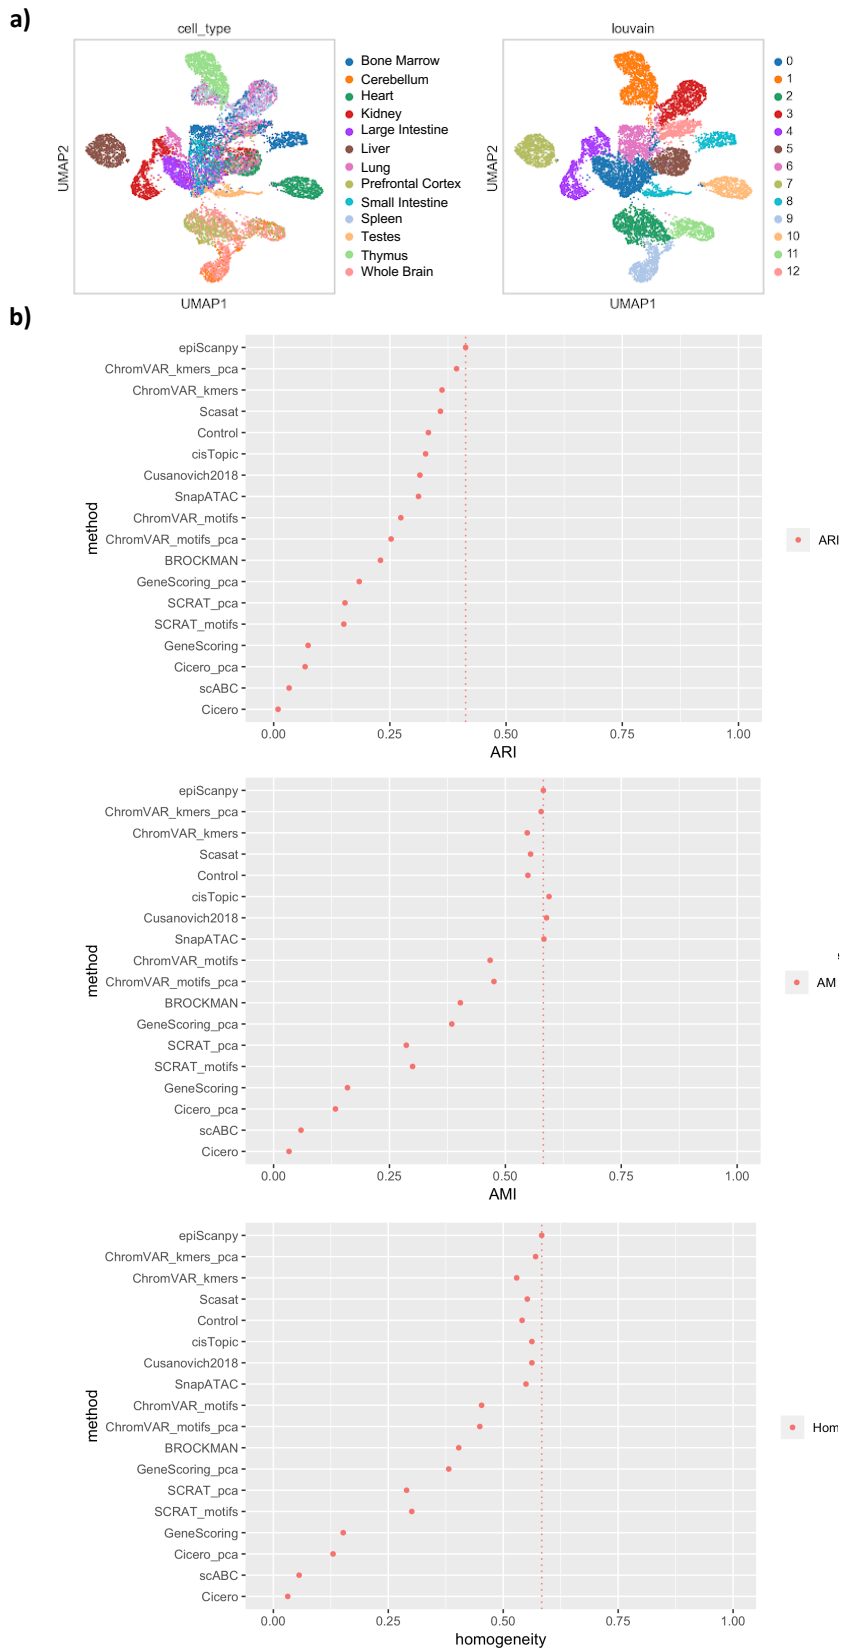 a)
cell_type
UMAP2
UMAP1
Bone Marrow
Cerebellum
Heart
Kidney
Large Intestine
Liver
Lung
Prefrontal Cortex
Small Intestine
Spleen
Testes
Thymus
Whole Brain
louvain
UMAP2
UMAP1
0
1
2
3
4
5
6
7
8
9
10
11
12
b)
method
epiScanpy
ChromVAR_kmers_pca
ChromVAR_kmers
Scasat
Control
cisTopic
Cusanovich2018
SnapATAC
ChromVAR_motifs
ChromVAR_motifs_pca
BROCKMAN
GeneScoring_pca
SCRAT_pca
SCRAT_motifs
GeneScoring
Cicero_pca
scABC
Cicero
0.00 0.25 0.50 0.75 1.00
ARI
ARI
method
epiScanpy
ChromVAR_kmers_pca
ChromVAR_kmers
Scasat
Control
cisTopic
Cusanovich2018
SnapATAC
ChromVAR_motifs
ChromVAR_motifs_pca
BROCKMAN
GeneScoring_pca
SCRAT_pca
SCRAT_motifs
GeneScoring
Cicero_pca
scABC
Cicero
0.00 0.25 0.50 0.75 1.00
AMI
AM
method
epiScanpy
ChromVAR_kmers_pca
ChromVAR_kmers
Scasat
Control
cisTopic
Cusanovich2018
SnapATAC
ChromVAR_motifs
ChromVAR_motifs_pca
BROCKMAN
GeneScoring_pca
SCRAT_pca
SCRAT_motifs
GeneScoring
Cicero_pca
scABC
Cicero
0.00 0.25 0.50 0.75 1.00
homogeneity
Hom